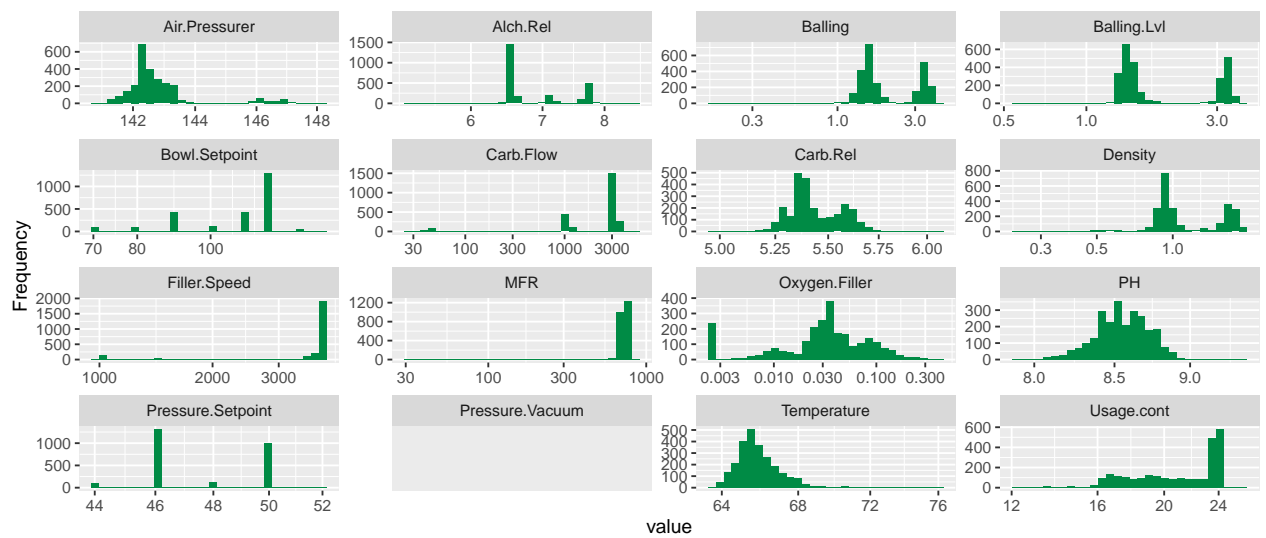 Air.Pressurer Alch.Rel Balling Balling.Lvl
600 400 200 0 1500 1000 500 0 600 400 200 0 600 400 200 0
142 144 146 148 6 7 8 0.3 1.0 3.0 0.5 1.0 3.0
Bowl.Setpoint Carb.Flow Carb.Rel Density
1000 500 0 1500 1000 500 0 500 400 300 200 100 0 800 600 400 200 0
70 80 100 30 100 300 1000 3000 5.00 5.25 5.50 5.75 6.00 0.3 0.5 1.0
Filler.Speed MFR Oxygen.Filler PH
2000 1500 1000 500 0 1200 800 400 0 400 300 200 100 0 300 200 100 0
1000 2000 3000 30 100 300 1000 0.003 0.010 0.030 0.100 0.300 8.0 8.5 9.0
Pressure.Setpoint Pressure.Vacuum Temperature Usage.cont
1000 500 0 500 400 300 200 100 0 600 400 200 0
44 46 48 50 52 64 68 72 76 12 16 20 24
Frequency
value